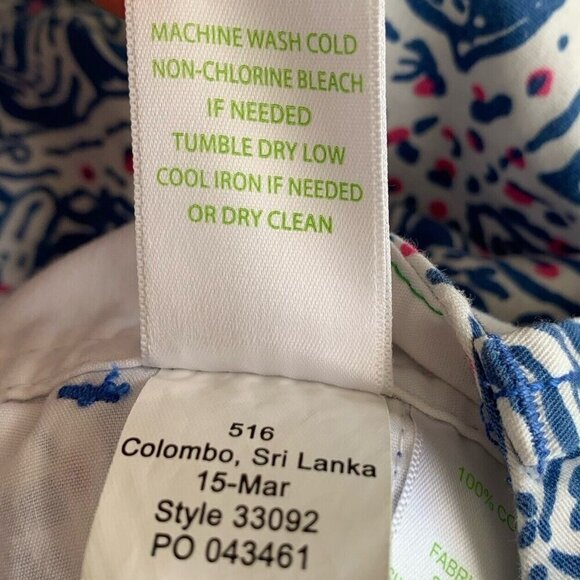 MACHINE WASH COLD
NON-CHLORINE BLEACH
IF NEEDED
TUMBLE DRY LOW
COOL IRON IF NEEDED
OR DRY CLEAN
516
Colombo, Sri Lanka
15-Mar
Style 33092
PO 043461
100%